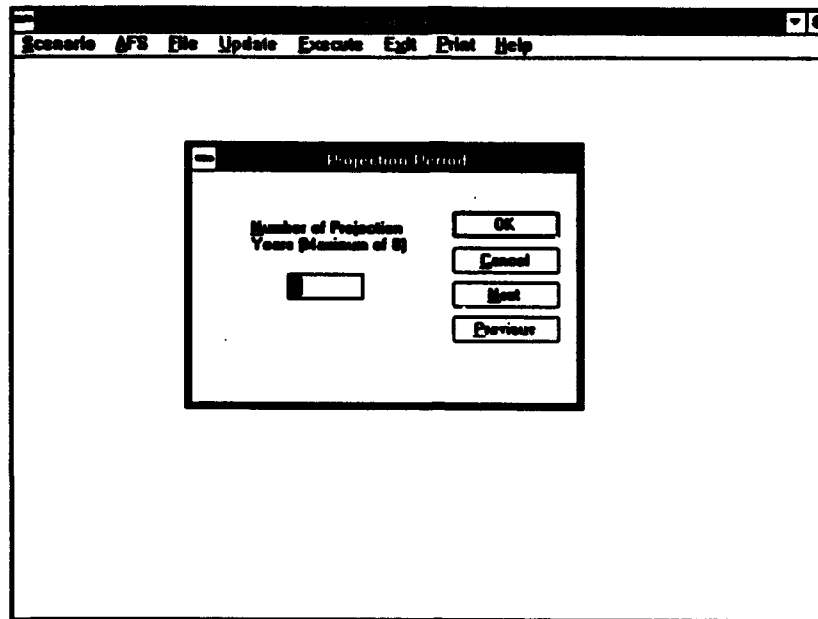 Scenario AFS File Update Execute Exit Print Help
Projection Period
Number of Projection
Years (Maximum of 8)
OK
Cancel
Next
Previous